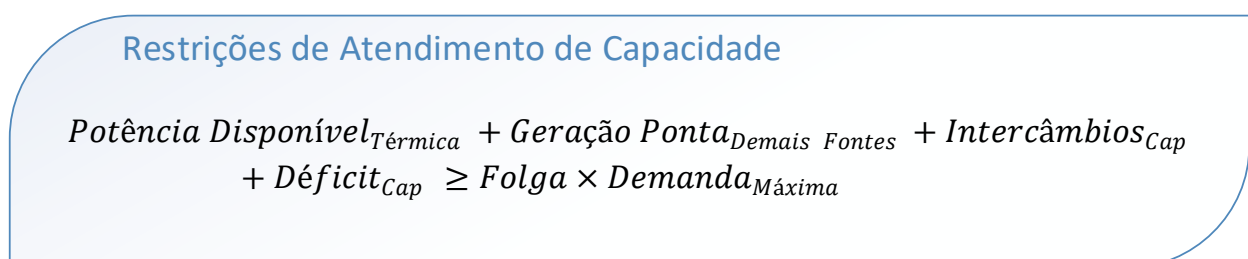 Restrições de Atendimento de Capacidade
Potência Disponível_Térmica + Geração Ponta_Demais Fontes + Intercâmbios_Cap
+ Déficit_Cap ≥ Folga × Demanda_Máxima